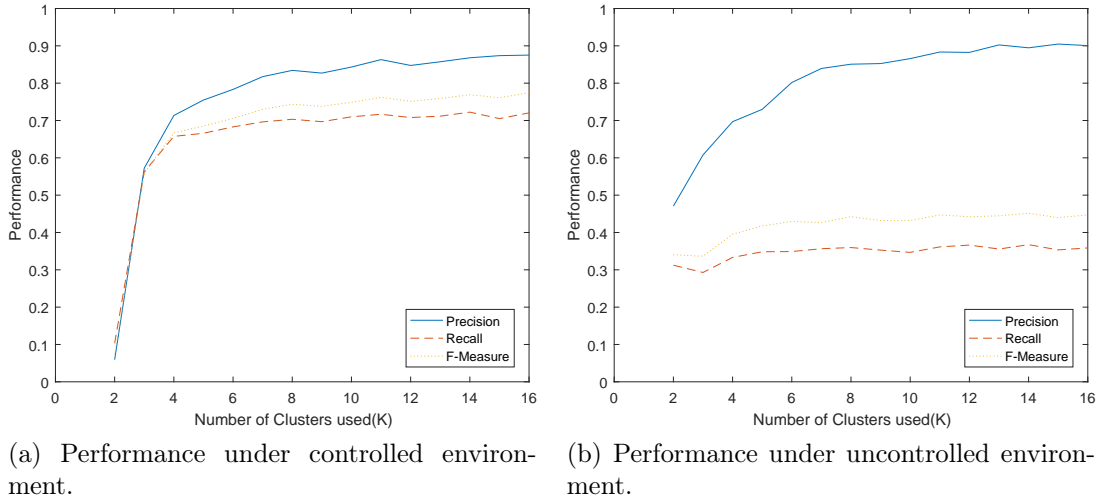 1
0.9
0.8
0.7
0.6
0.5
0.4
0.3
0.2
0.1
0
Performance
0 2 4 6 8 10 12 14 16
Number of Clusters used(K)
Precision
Recall
F-Measure
(a) Performance under controlled environ-
ment.
1
0.9
0.8
0.7
0.6
0.5
0.4
0.3
0.2
0.1
0
Performance
0 2 4 6 8 10 12 14 16
Number of Clusters used(K)
Precision
Recall
F-Measure
(b) Performance under uncontrolled environ-
ment.